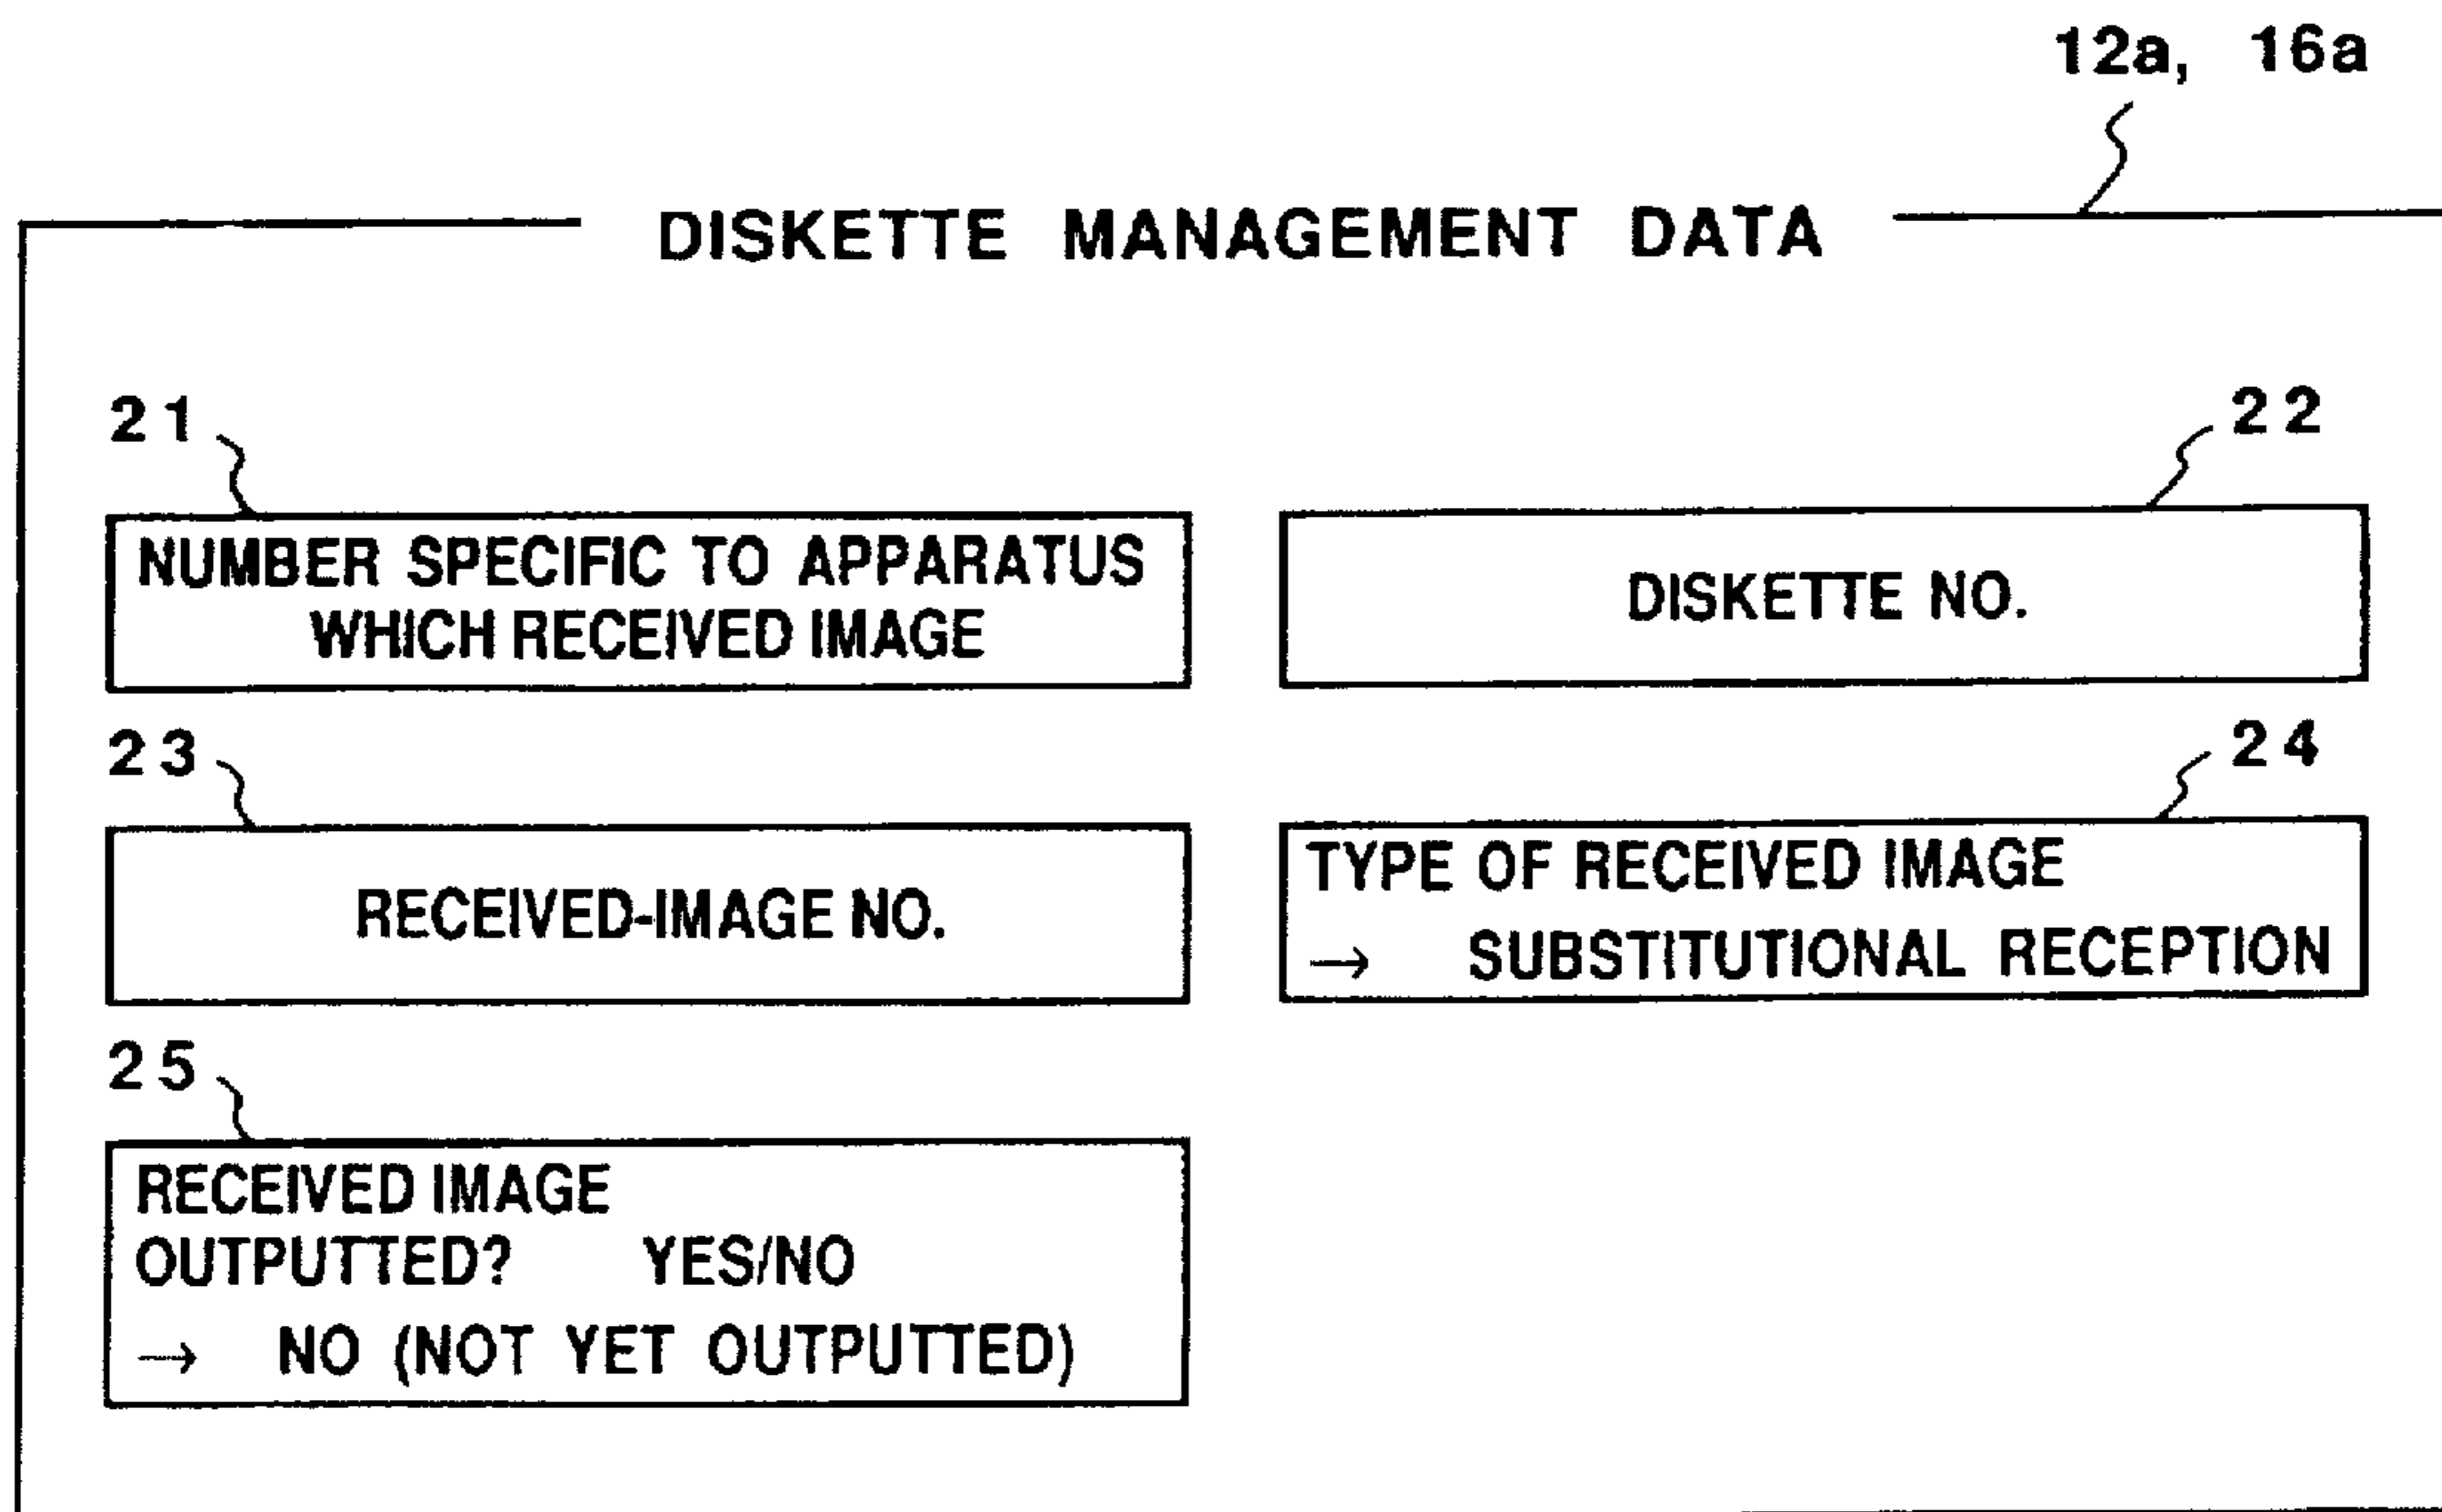 12a, 16a
DISKETTE MANAGEMENT DATA
21
22
NUMBER SPECIFIC TO APPARATUS
WHICH RECEIVED IMAGE
DISKETTE NO.
23
24
RECEIVED-IMAGE NO.
TYPE OF RECEIVED IMAGE
→ SUBSTITUTIONAL RECEPTION
25
RECEIVED IMAGE
OUTPUTTED? YES/NO
→ NO (NOT YET OUTPUTTED)